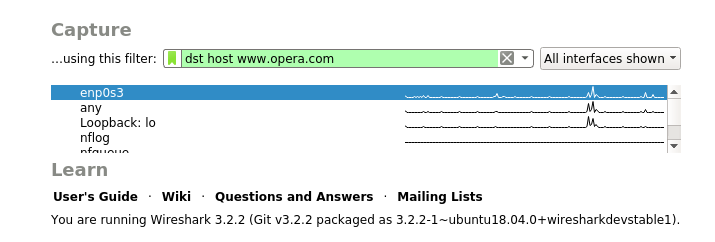 Capture
...using this filter: dst host www.opera.com All interfaces shown
enp0s3
any
Loopback: lo
nflog
nfqueue
Learn
User's Guide · Wiki · Questions and Answers · Mailing Lists
You are running Wireshark 3.2.2 (Git v3.2.2 packaged as 3.2.2-1~ubuntu18.04.0+wiresharkdevstable1).